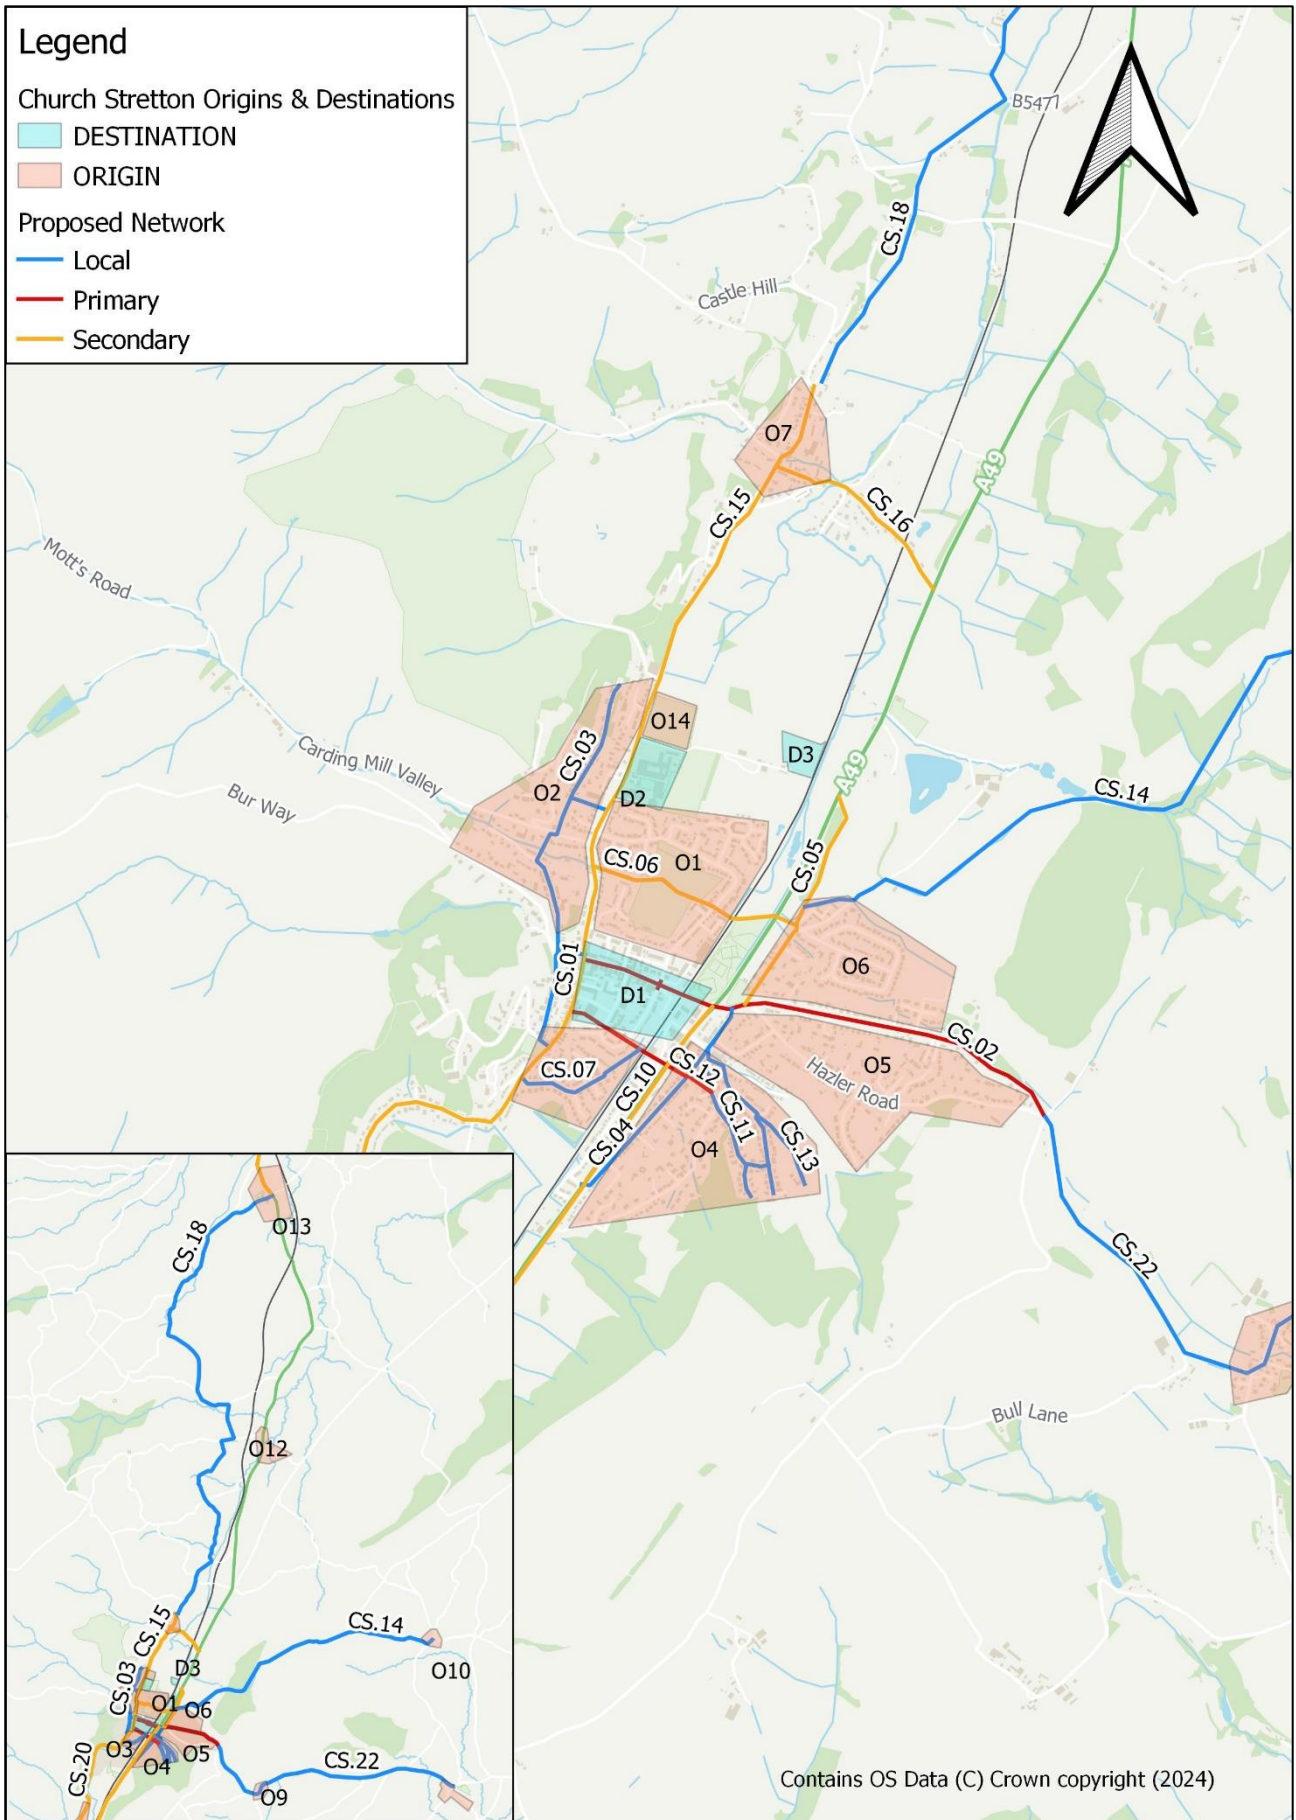 Legend
Church Stretton Origins & Destinations
DESTINATION
ORIGIN
Proposed Network
Local
Primary
Secondary
B5477
CS.18
Castle Hill
O7
A49
CS.15
CS.16
Mott's Road
O14
CS.03
D3
Carding Mill Valley
A49
O2
D2
CS.14
Bur Way
CS.06
O1
CS.05
CS.01
O6
D1
CS.02
CS.12
O5
CS.07
CS.10
Hazler Road
CS.11
CS.04
O4
CS.13
CS.22
Bull Lane
O13
CS.18
O12
CS.15
CS.14
D3
O10
CS.03
O1
O6
O3
O5
O4
CS.20
CS.22
O9
Contains OS Data (C) Crown copyright (2024)